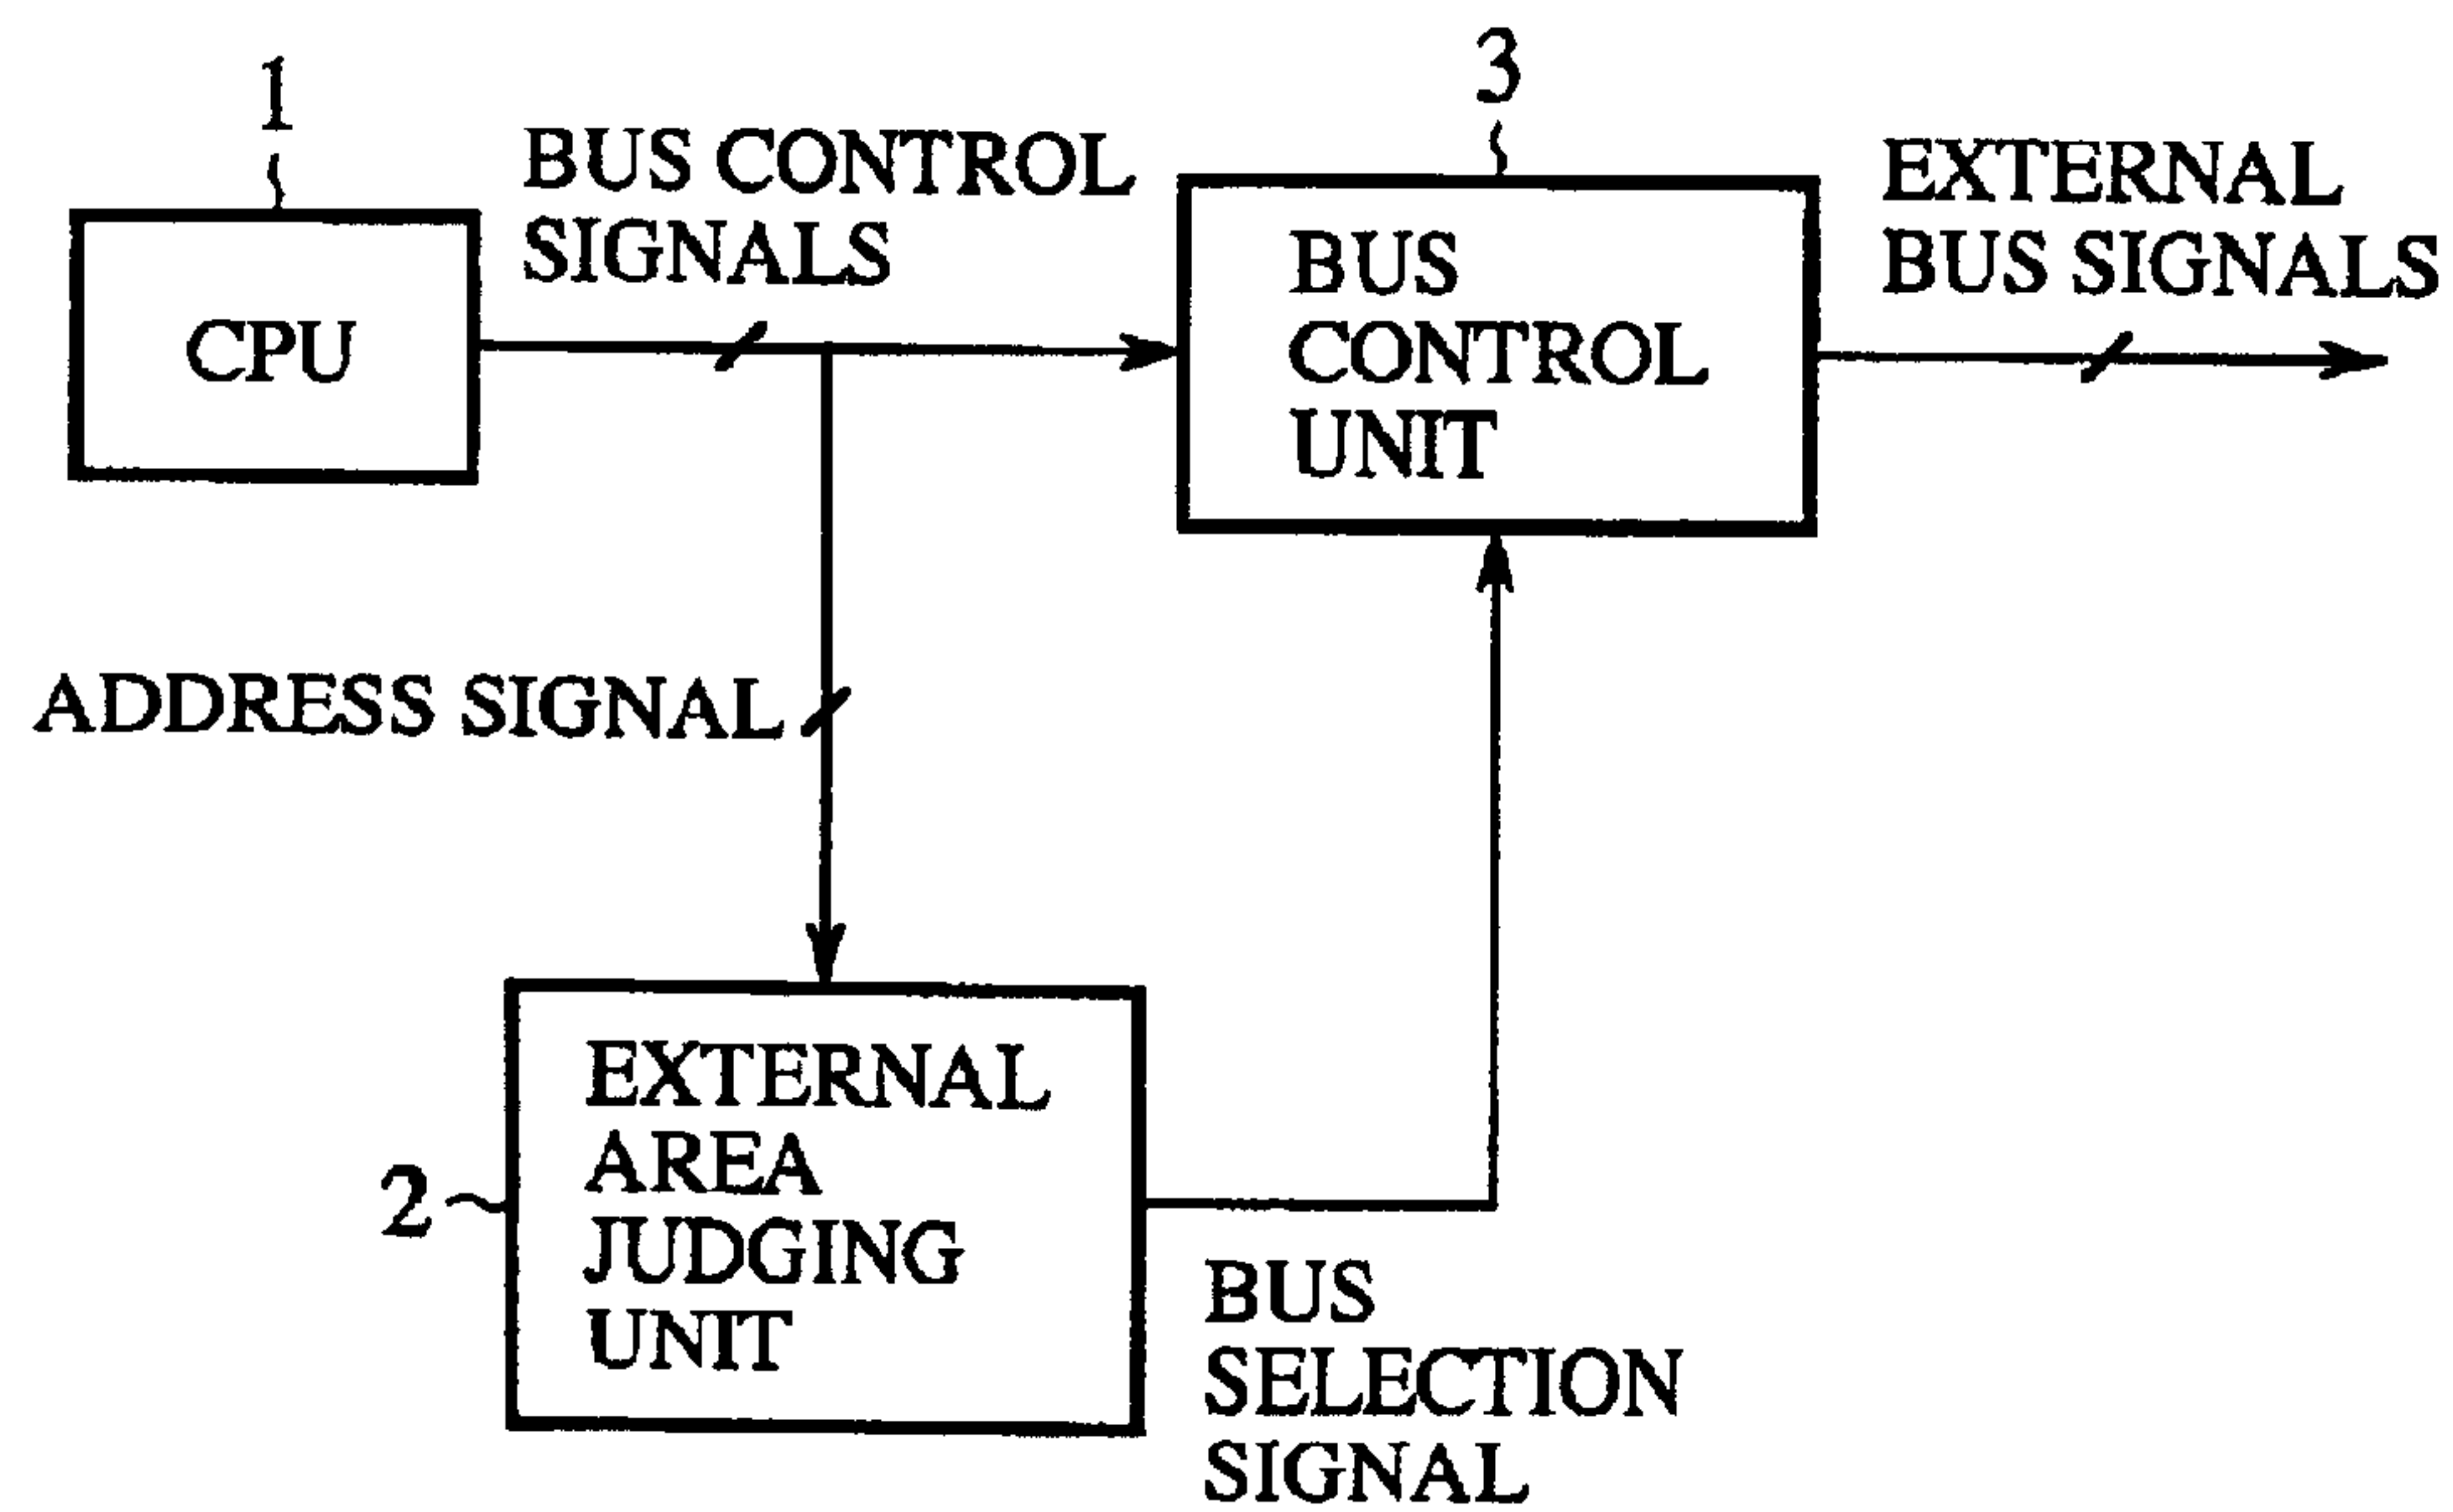 1
3
BUS CONTROL
SIGNALS
EXTERNAL
BUS SIGNALS
CPU
BUS
CONTROL
UNIT
ADDRESS SIGNAL
2
EXTERNAL
AREA
JUDGING
UNIT
BUS
SELECTION
SIGNAL